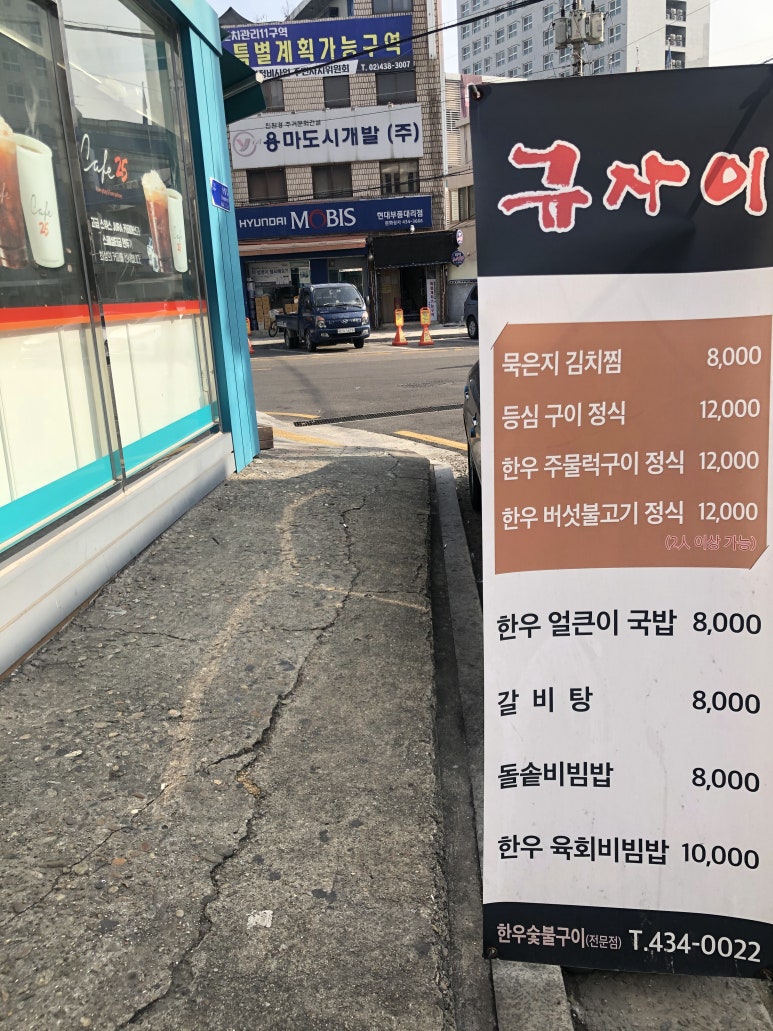 특별계획가능구역
T. 02)438-3007
용마도시개발 (주)
HYUNDAI MOBIS
현대부품대리점
Cafe 25
Cafe 25
규사이
묵은지 김치찜 8,000
등심 구이 정식 12,000
한우 주물럭구이 정식 12,000
한우 버섯불고기 정식 12,000
(2人 이상 가능)
한우 얼큰이 국밥 8,000
갈 비 탕 8,000
돌솥비빔밥 8,000
한우 육회비빔밥 10,000
한우숯불구이(전문점) T.434-0022